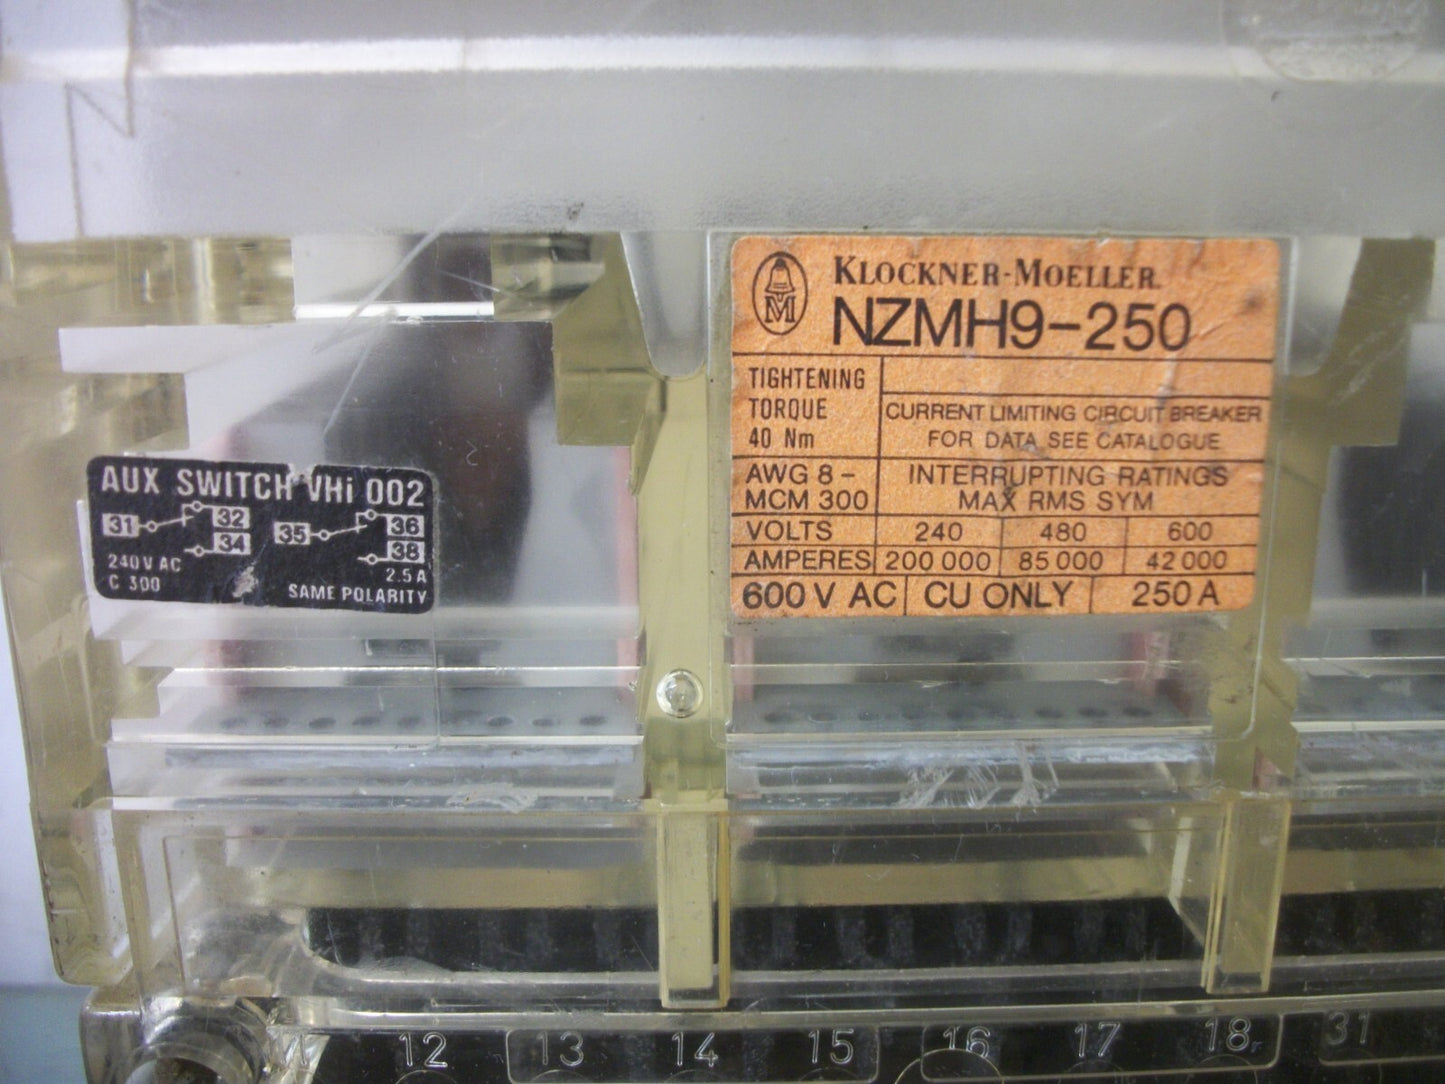 KLOCKNER-MOELLER
NZMH9-250
TIGHTENING
TORQUE
40 Nm
CURRENT LIMITING CIRCUIT BREAKER
FOR DATA SEE CATALOGUE
AWG 8 -
MCM 300
INTERRUPTING RATINGS
MAX RMS SYM
VOLTS 240 480 600
AMPERES 200 000 85 000 42 000
600 V AC CU ONLY 250 A
AUX SWITCH VHi 002
31 32 35 36
34 38
240 V AC 2.5 A
C 300 SAME POLARITY
12 13 14 15 16 17 18 31